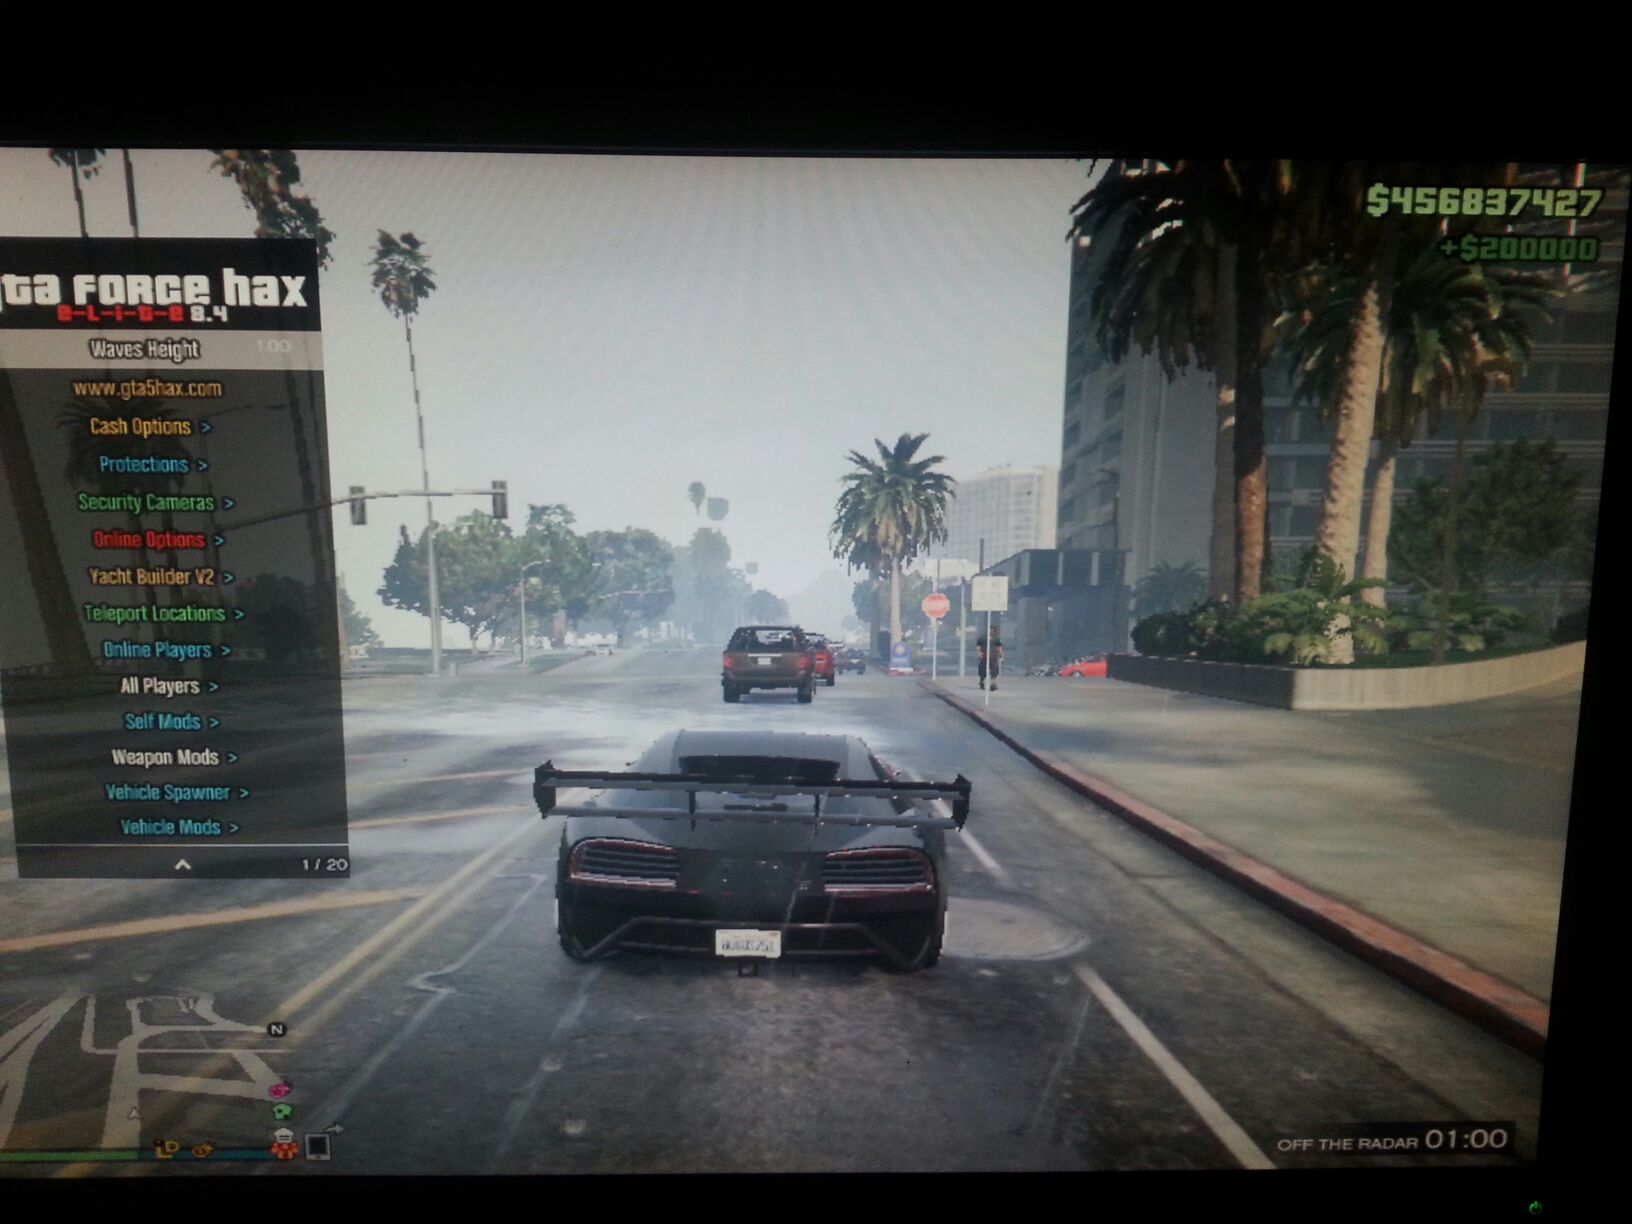 $456837427
+$200000
gta FORCE hax
e-L-i-t-e 8.4
Waves Height 1.00
www.gta5hax.com
Cash Options >
Protections >
Security Cameras >
Online Options >
Yacht Builder V2 >
Teleport Locations >
Online Players >
All Players >
Self Mods >
Weapon Mods >
Vehicle Spawner >
Vehicle Mods >
1 / 20
N
OFF THE RADAR 01:00